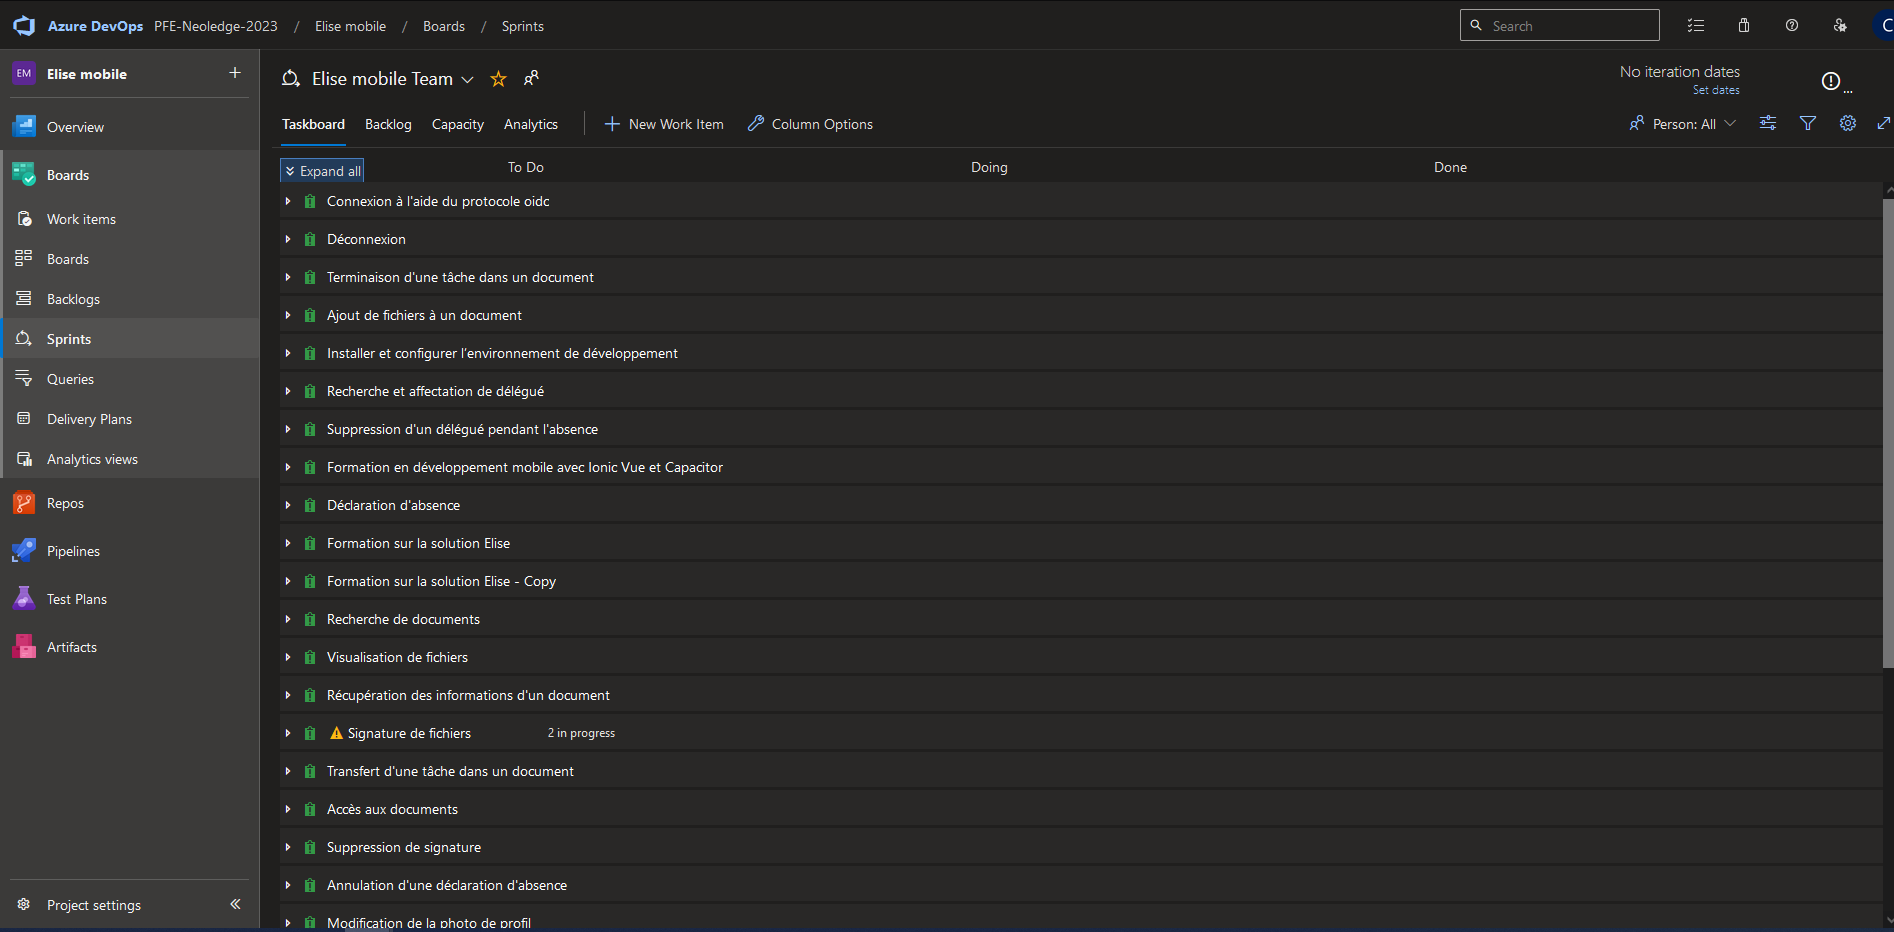 Azure DevOps PFE-Neoledge-2023 / Elise mobile / Boards / Sprints
Search
C
EM Elise mobile +
Elise mobile Team
No iteration dates
Set dates
...
Taskboard Backlog Capacity Analytics New Work Item Column Options
Person: All
Overview
Boards
Work items
Boards
Backlogs
Sprints
Queries
Delivery Plans
Analytics views
Repos
Pipelines
Test Plans
Artifacts
Project settings
Expand all To Do Doing Done
Connexion à l'aide du protocole oidc
Déconnexion
Terminaison d'une tâche dans un document
Ajout de fichiers à un document
Installer et configurer l'environnement de développement
Recherche et affectation de délégué
Suppression d'un délégué pendant l'absence
Formation en développement mobile avec Ionic Vue et Capacitor
Déclaration d'absence
Formation sur la solution Elise
Formation sur la solution Elise - Copy
Recherche de documents
Visualisation de fichiers
Récupération des informations d'un document
Signature de fichiers 2 in progress
Transfert d'une tâche dans un document
Accès aux documents
Suppression de signature
Annulation d'une déclaration d'absence
Modification de la photo de profil